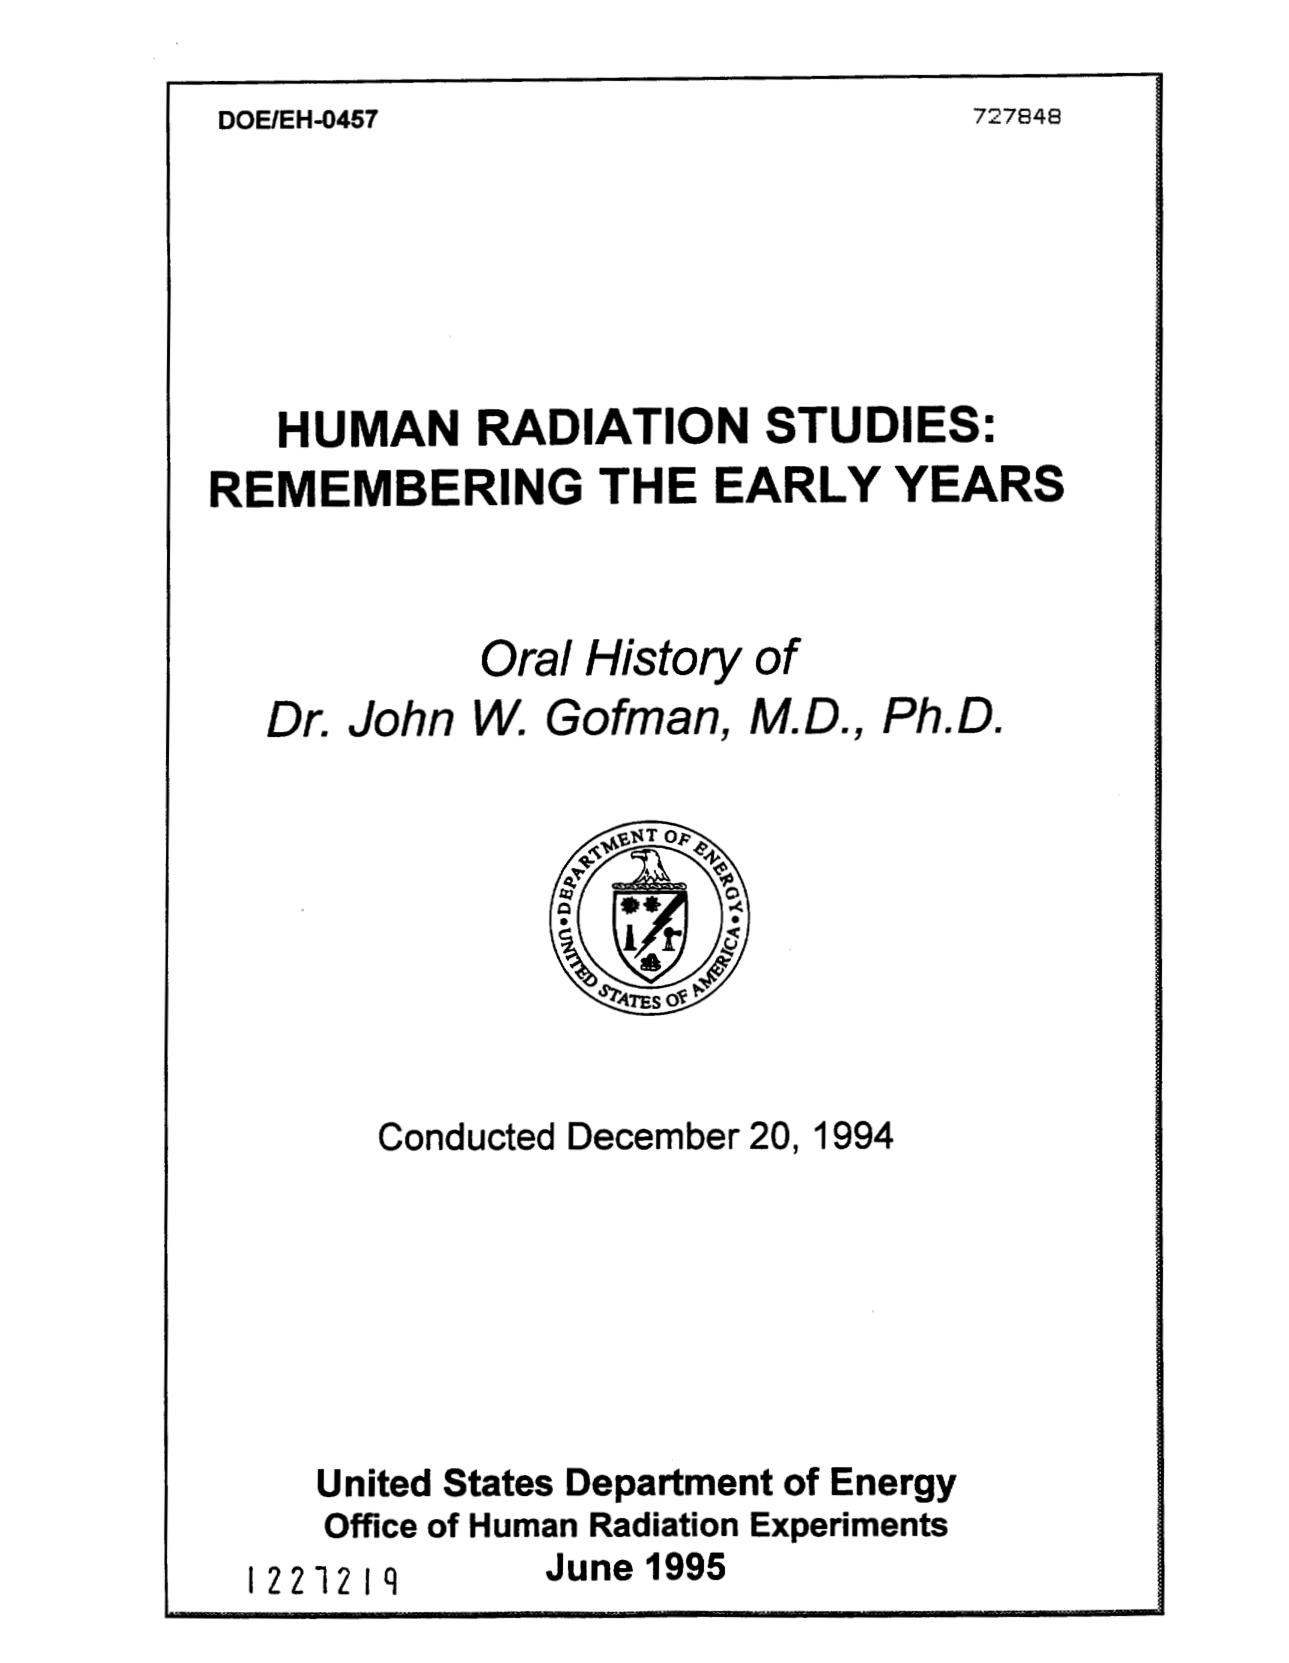 DOE/EH-0457
727848
HUMAN RADIATION STUDIES:
REMEMBERING THE EARLY YEARS
Oral History of
Dr. John W. Gofman, M.D., Ph.D.
DEPARTMENT OF ENERGY
UNITED STATES OF AMERICA
Conducted December 20, 1994
United States Department of Energy
Office of Human Radiation Experiments
June 1995
1227219